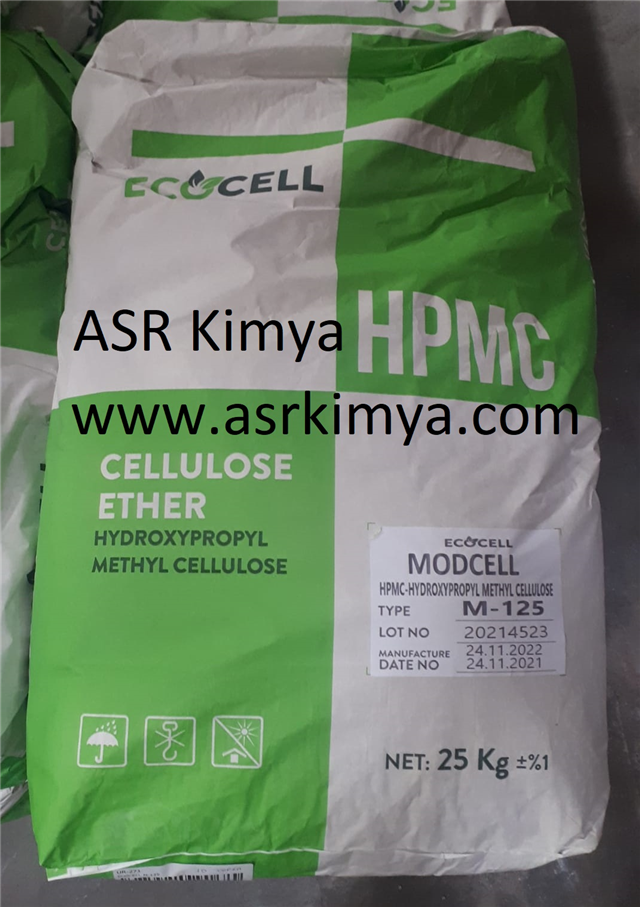 ECOCELL
ASR Kimya
HPMC
www.asrkimya.com
CELLULOSE
ETHER
HYDROXYPROPYL
METHYL CELLULOSE
ECOCELL
MODCELL
HPMC-HYDROXYPROPYL METHYL CELLULOSE
TYPE M-125
LOT NO 20214523
MANUFACTURE 24.11.2022
DATE NO 24.11.2021
NET: 25 Kg ±%1